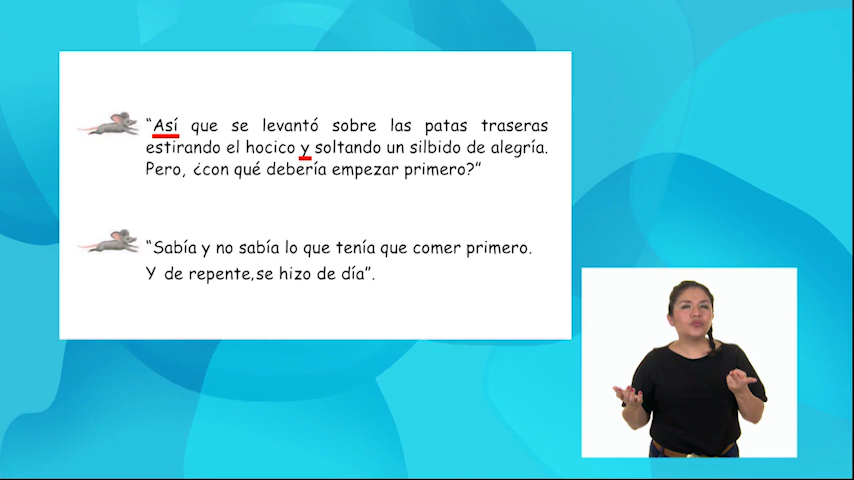 “Así que se levantó sobre las patas traseras
estirando el hocico y soltando un silbido de alegría.
Pero, ¿con qué debería empezar primero?”
“Sabía y no sabía lo que tenía que comer primero.
Y de repente,se hizo de día”.